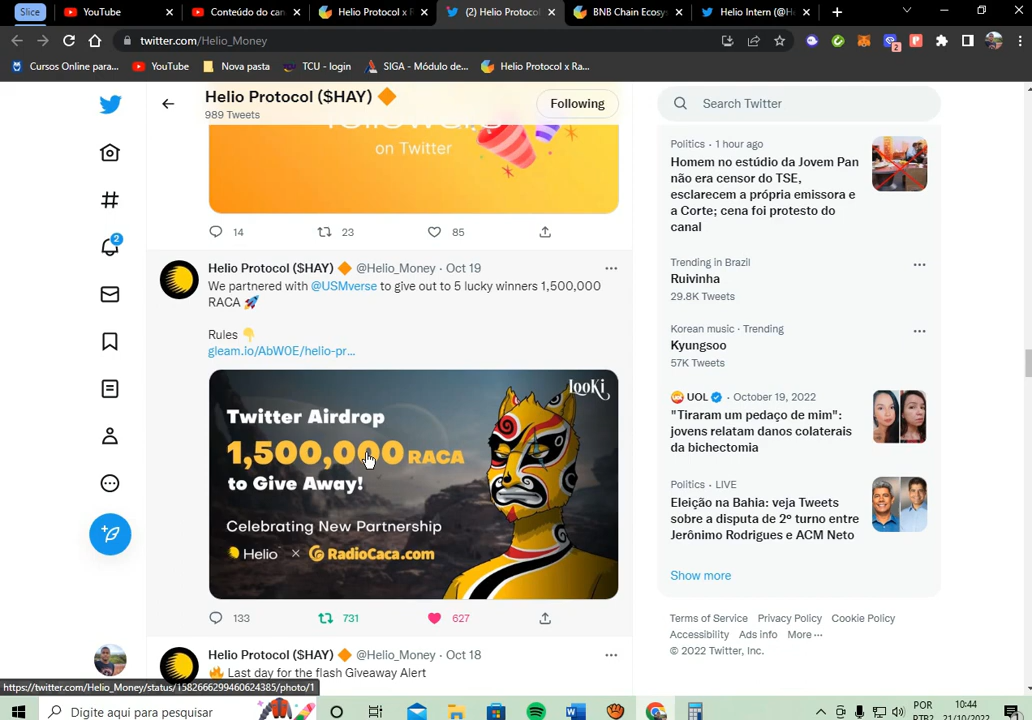 Slice
YouTube
Conteúdo do can
Helio Protocol x R
(2) Helio Protoco
BNB Chain Ecosy
Helio Intern (@He
twitter.com/Helio_Money
2
Cursos Online para...
YouTube
Nova pasta
TCU - login
SIGA - Módulo de...
Helio Protocol x Ra...
Helio Protocol ($HAY) 🔶
989 Tweets
Following
Search Twitter
followers
on Twitter
14
23
85
Helio Protocol ($HAY) 🔶 @Helio_Money · Oct 19
We partnered with @USMverse to give out to 5 lucky winners 1,500,000
RACA 🚀
Rules 👇
gleam.io/AbW0E/helio-pr...
LOOKi
Twitter Airdrop
1,500,000 RACA
to Give Away!
Celebrating New Partnership
Helio × RadioCaca.com
133
731
627
Helio Protocol ($HAY) 🔶 @Helio_Money · Oct 18
🔥 Last day for the flash Giveaway Alert
2
Politics · 1 hour ago
Homem no estúdio da Jovem Pan
não era censor do TSE,
esclarecem a própria emissora e
a Corte; cena foi protesto do
canal
Trending in Brazil
Ruivinha
29.8K Tweets
Korean music · Trending
Kyungsoo
57K Tweets
UOL · October 19, 2022
"Tiraram um pedaço de mim":
jovens relatam danos colaterais
da bichectomia
Politics · LIVE
Eleição na Bahia: veja Tweets
sobre a disputa de 2º turno entre
Jerônimo Rodrigues e ACM Neto
Show more
Terms of Service Privacy Policy Cookie Policy
Accessibility Ads info More ···
© 2022 Twitter, Inc.
https://twitter.com/Helio_Money/status/1582666299460624385/photo/1
Digite aqui para pesquisar
POR
PTB2
10:44
21/10/2022